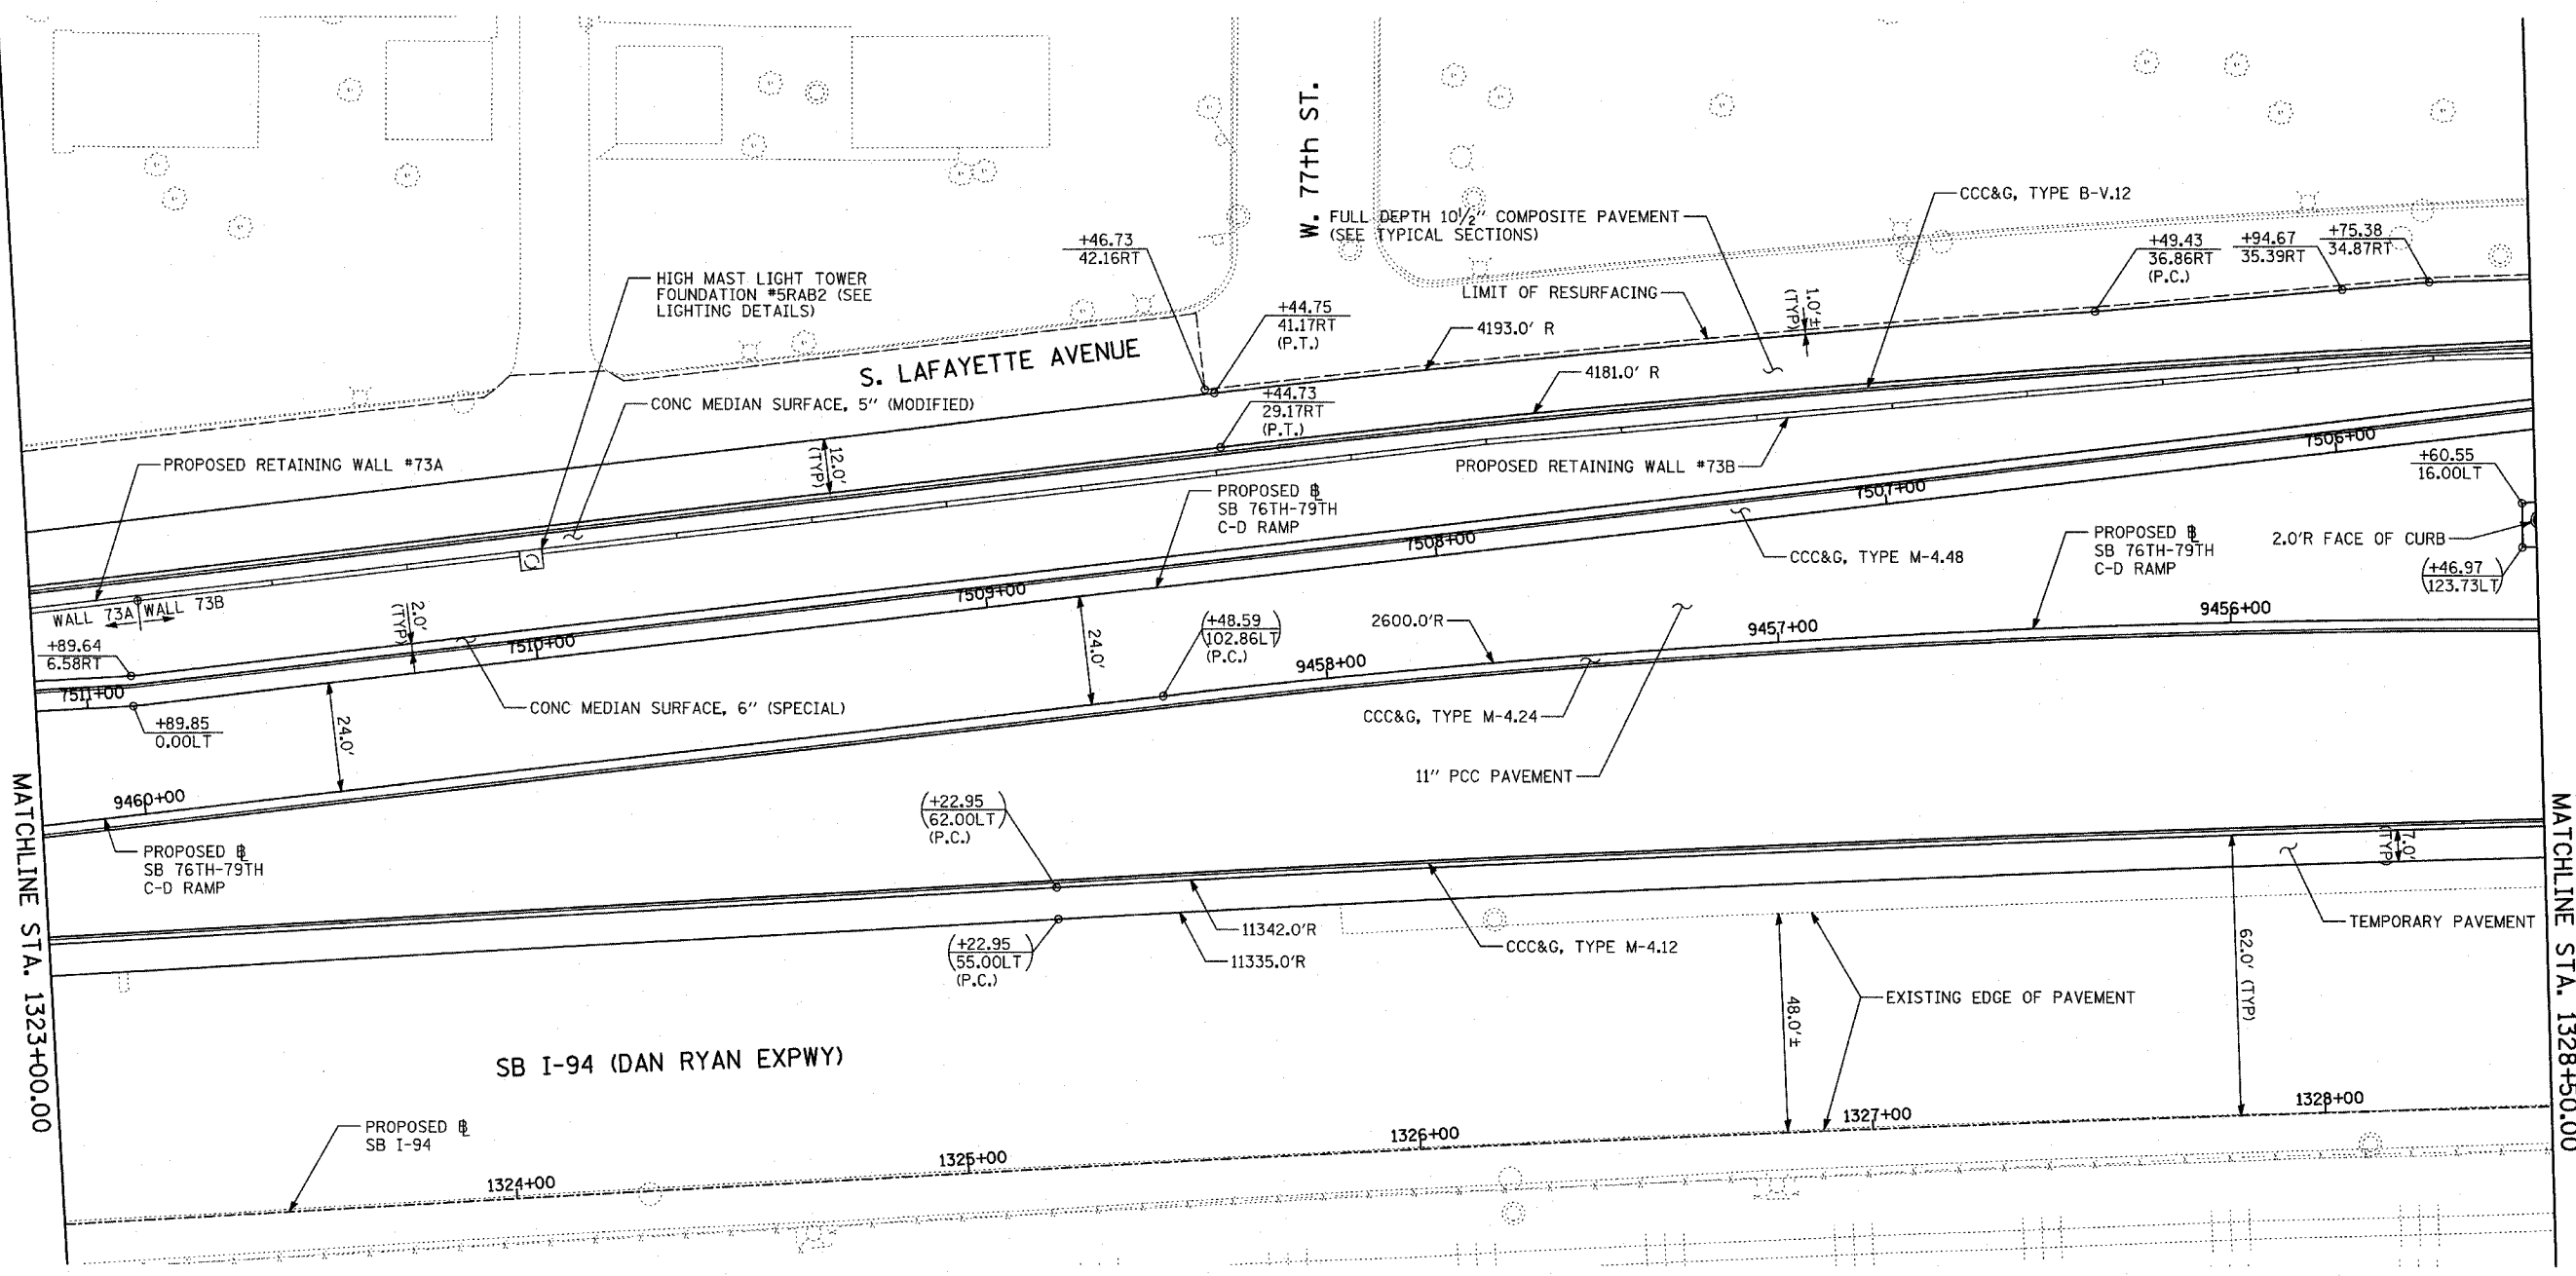 W. 77th ST.
FULL DEPTH 10 1/2" COMPOSITE PAVEMENT
(SEE TYPICAL SECTIONS)
CCC&G, TYPE B-V.12
+46.73
42.16RT
+49.43
36.86RT
(P.C.)
+94.67
35.39RT
+75.38
34.87RT
HIGH MAST LIGHT TOWER
FOUNDATION #5RAB2 (SEE
LIGHTING DETAILS)
LIMIT OF RESURFACING
1.0'±
(TYP)
+44.75
41.17RT
(P.T.)
4193.0' R
S. LAFAYETTE AVENUE
4181.0' R
CONC MEDIAN SURFACE, 5" (MODIFIED)
+44.73
29.17RT
(P.T.)
12.0'
(TYP)
PROPOSED RETAINING WALL #73A
PROPOSED RETAINING WALL #73B
7506+00
+60.55
16.00LT
PROPOSED ℄
SB 76TH-79TH
C-D RAMP
7507+00
PROPOSED ℄
SB 76TH-79TH
C-D RAMP
2.0'R FACE OF CURB
7508+00
CCC&G, TYPE M-4.48
(+46.97)
(123.73LT)
7509+00
WALL 73A
WALL 73B
2.0'
(TYP)
+89.64
6.58RT
7510+00
7511+00
24.0'
(+48.59)
(102.86LT)
(P.C.)
2600.0'R
9456+00
9457+00
9458+00
+89.85
0.00LT
24.0'
CONC MEDIAN SURFACE, 6" (SPECIAL)
CCC&G, TYPE M-4.24
11" PCC PAVEMENT
9460+00
PROPOSED ℄
SB 76TH-79TH
C-D RAMP
(+22.95)
(62.00LT)
(P.C.)
7.0'
(TYP)
TEMPORARY PAVEMENT
(+22.95)
(55.00LT)
(P.C.)
11342.0'R
11335.0'R
CCC&G, TYPE M-4.12
62.0' (TYP)
48.0'±
EXISTING EDGE OF PAVEMENT
SB I-94 (DAN RYAN EXPWY)
PROPOSED ℄
SB I-94
1324+00
1325+00
1326+00
1327+00
1328+00
MATCHLINE STA. 1323+00.00
MATCHLINE STA. 1328+50.00